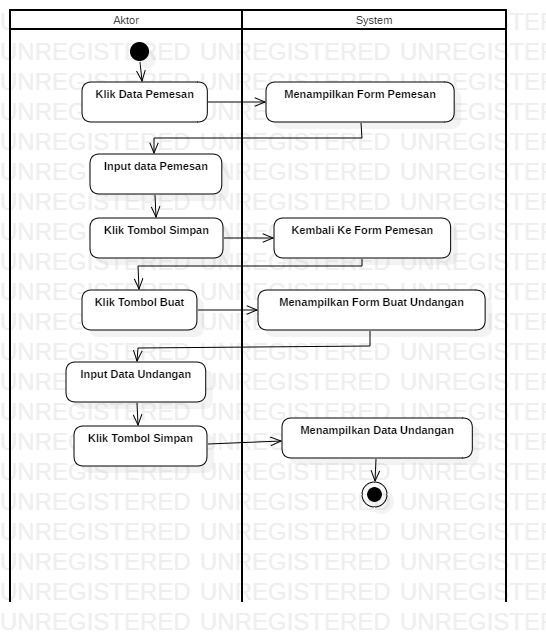 Aktor
System
Klik Data Pemesan
Menampilkan Form Pemesan
Input data Pemesan
Klik Tombol Simpan
Kembali Ke Form Pemesan
Klik Tombol Buat
Menampilkan Form Buat Undangan
Input Data Undangan
Klik Tombol Simpan
Menampilkan Data Undangan
UNREGISTERED UNREGISTERED UNREGISTERED